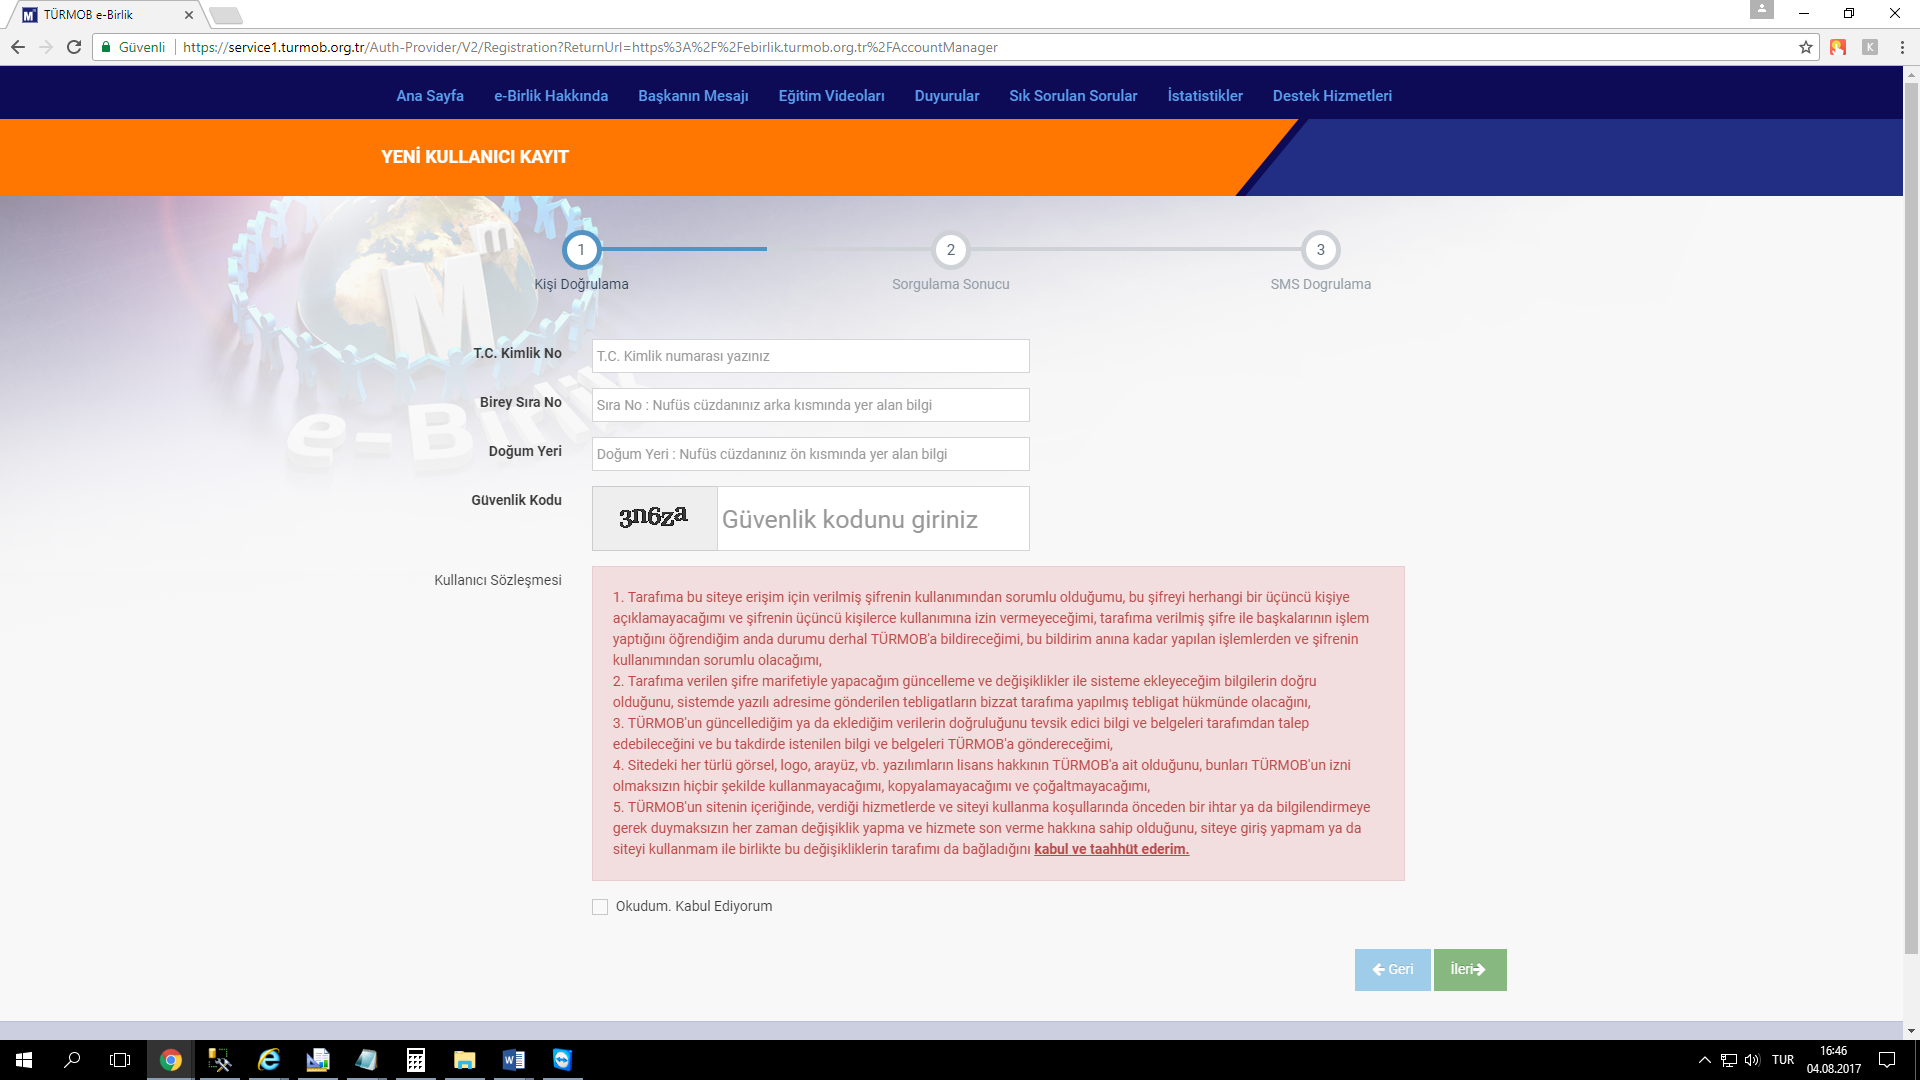 TÜRMOB e-Birlik
Güvenli
https://service1.turmob.org.tr/Auth-Provider/V2/Registration?ReturnUrl=https%3A%2F%2Febirlik.turmob.org.tr%2FAccountManager
K
Ana Sayfa e-Birlik Hakkında Başkanın Mesajı Eğitim Videoları Duyurular Sık Sorulan Sorular İstatistikler Destek Hizmetleri
YENİ KULLANICI KAYIT
M m
e-Birlik
1 2 3
Kişi Doğrulama Sorgulama Sonucu SMS Dogrulama
T.C. Kimlik No T.C. Kimlik numarası yazınız
Birey Sıra No Sıra No : Nufüs cüzdanınız arka kısmında yer alan bilgi
Doğum Yeri Doğum Yeri : Nufüs cüzdanınız ön kısmında yer alan bilgi
Güvenlik Kodu 3n6za Güvenlik kodunu giriniz
Kullanıcı Sözleşmesi
1. Tarafıma bu siteye erişim için verilmiş şifrenin kullanımından sorumlu olduğumu, bu şifreyi herhangi bir üçüncü kişiye
açıklamayacağımı ve şifrenin üçüncü kişilerce kullanımına izin vermeyeceğimi, tarafıma verilmiş şifre ile başkalarının işlem
yaptığını öğrendiğim anda durumu derhal TÜRMOB'a bildireceğimi, bu bildirim anına kadar yapılan işlemlerden ve şifrenin
kullanımından sorumlu olacağımı,
2. Tarafıma verilen şifre marifetiyle yapacağım güncelleme ve değişiklikler ile sisteme ekleyeceğim bilgilerin doğru
olduğunu, sistemde yazılı adresime gönderilen tebligatların bizzat tarafıma yapılmış tebligat hükmünde olacağını,
3. TÜRMOB'un güncellediğim ya da eklediğim verilerin doğruluğunu tevsik edici bilgi ve belgeleri tarafımdan talep
edebileceğini ve bu takdirde istenilen bilgi ve belgeleri TÜRMOB'a göndereceğimi,
4. Sitedeki her türlü görsel, logo, arayüz, vb. yazılımların lisans hakkının TÜRMOB'a ait olduğunu, bunları TÜRMOB'un izni
olmaksızın hiçbir şekilde kullanmayacağımı, kopyalamayacağımı ve çoğaltmayacağımı,
5. TÜRMOB'un sitenin içeriğinde, verdiği hizmetlerde ve siteyi kullanma koşullarında önceden bir ihtar ya da bilgilendirmeye
gerek duymaksızın her zaman değişiklik yapma ve hizmete son verme hakkına sahip olduğunu, siteye giriş yapmam ya da
siteyi kullanmam ile birlikte bu değişikliklerin tarafımı da bağladığını kabul ve taahhüt ederim.
Okudum. Kabul Ediyorum
Geri İleri
TUR
16:46
04.08.2017